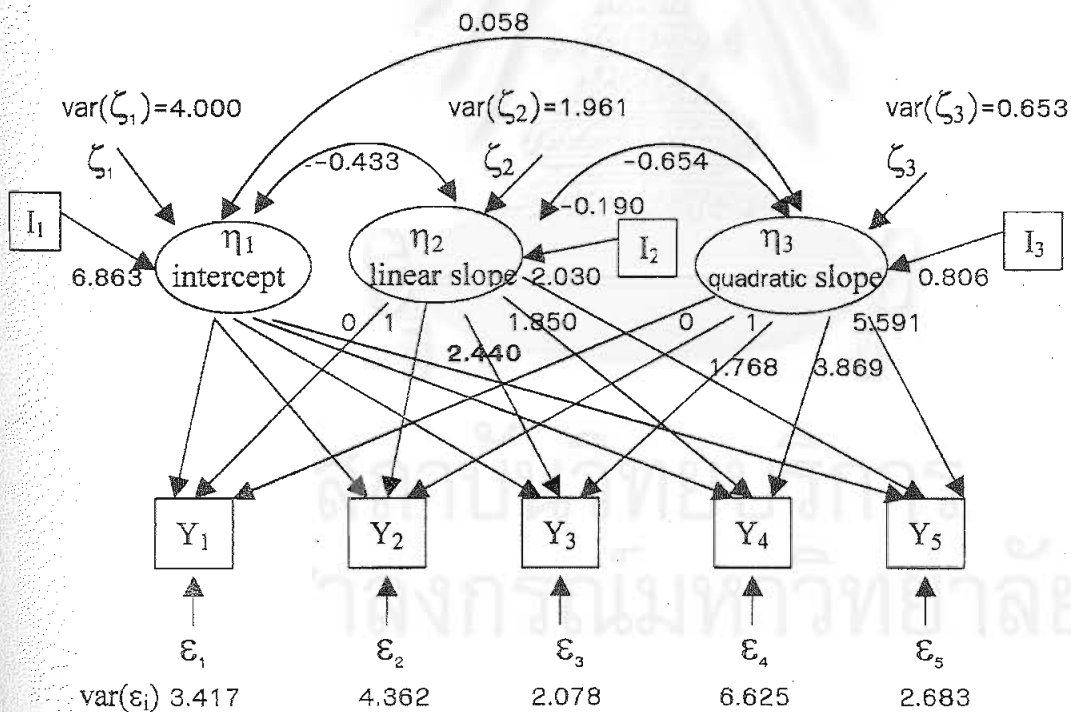 0.058
var(ζ₁)=4.000 var(ζ₂)=1.961 var(ζ₃)=0.653
ζ₁ -0.433 ζ₂ -0.654 ζ₃
-0.190
I₁ η₁ η₂ I₂ η₃ I₃
6.863 intercept linear slope 2.030 quadratic slope 0.806
0 1 1.850 0 1 5.591
2.440 1.768 3.869
Y₁ Y₂ Y₃ Y₄ Y₅
ε₁ ε₂ ε₃ ε₄ ε₅
var(εᵢ) 3.417 4.362 2.078 6.625 2.683